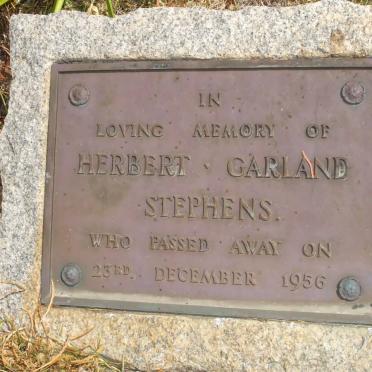 IN
LOVING MEMORY OF
HERBERT · GARLAND
STEPHENS.
WHO PASSED AWAY ON
23RD. DECEMBER 1956